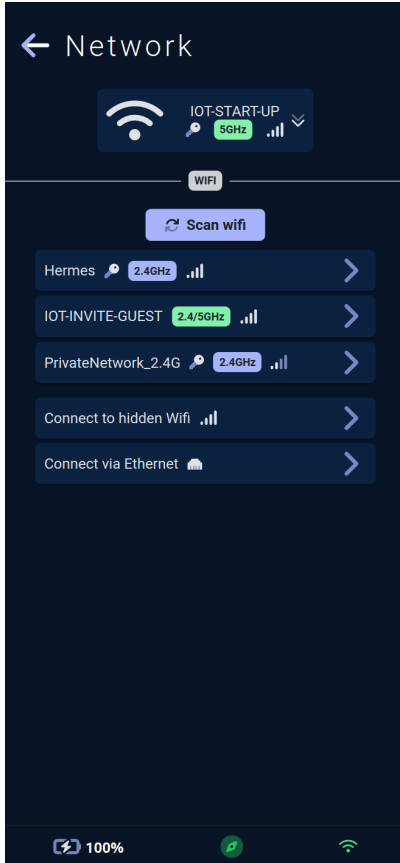 Network
IOT-START-UP
5GHz
WIFI
Scan wifi
Hermes 2.4GHz
IOT-INVITE-GUEST 2.4/5GHz
PrivateNetwork_2.4G 2.4GHz
Connect to hidden Wifi
Connect via Ethernet
100%